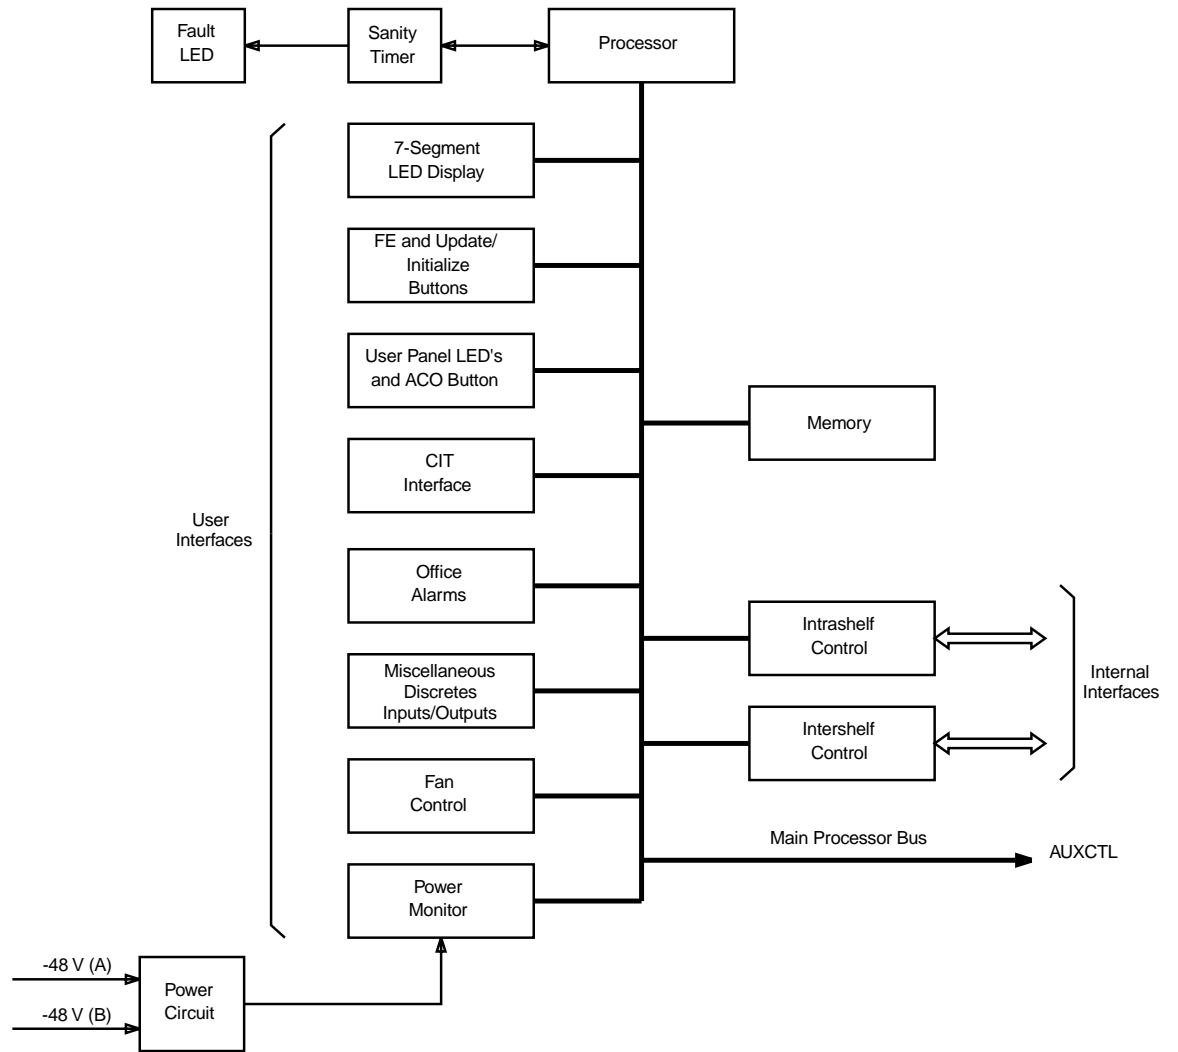 Fault
LED
Sanity
Timer
Processor
7-Segment
LED Display
FE and Update/
Initialize
Buttons
User Panel LED's
and ACO Button
Memory
CIT
Interface
User
Interfaces
Office
Alarms
Intrashelf
Control
Miscellaneous
Discretes
Inputs/Outputs
Internal
Interfaces
Intershelf
Control
Fan
Control
Main Processor Bus
AUXCTL
Power
Monitor
-48 V (A)
Power
Circuit
-48 V (B)